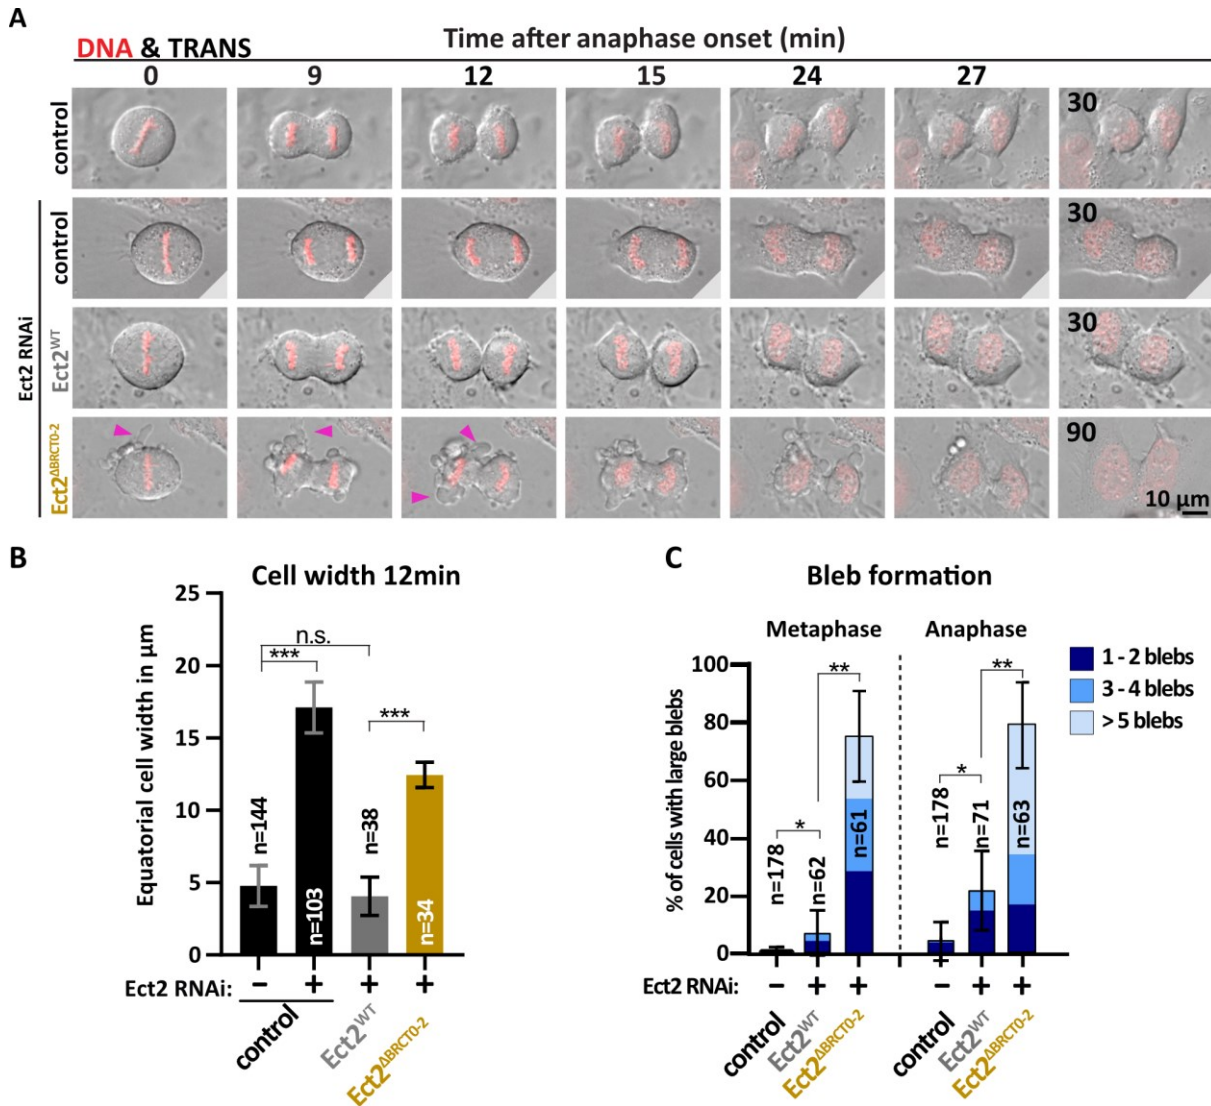 A
DNA & TRANS
Time after anaphase onset (min)
0 9 12 15 24 27
control
30
Ect2 RNAi
control
30
Ect2WT
30
Ect2ΔBRCT0-2
90
10 µm
B
Cell width 12min
Equatorial cell width in µm
25
20
15
10
5
0
n.s.
***
***
n=144
n=103
n=38
n=34
Ect2 RNAi: – + + +
control
Ect2WT
Ect2ΔBRCT0-2
C
Bleb formation
Metaphase Anaphase
1 - 2 blebs
3 - 4 blebs
> 5 blebs
% of cells with large blebs
100
80
60
40
20
0
*
**
*
**
n=178
n=62
n=61
n=178
n=71
n=63
Ect2 RNAi: – + + – + +
control
Ect2WT
Ect2ΔBRCT0-2
control
Ect2WT
Ect2ΔBRCT0-2